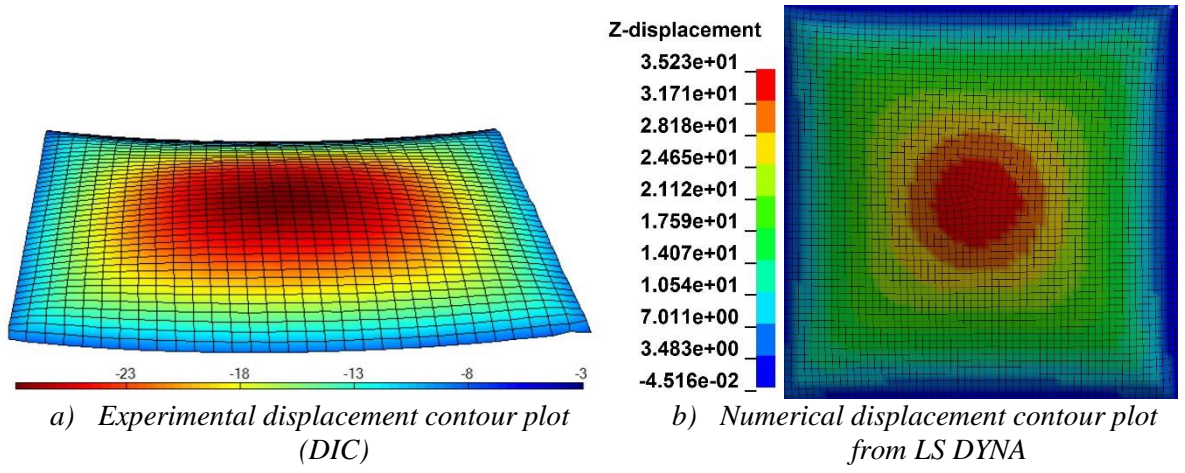 Z-displacement
3.523e+01
3.171e+01
2.818e+01
2.465e+01
2.112e+01
1.759e+01
1.407e+01
1.054e+01
7.011e+00
3.483e+00
-4.516e-02
-23 -18 -13 -8 -3
a) Experimental displacement contour plot
(DIC)
b) Numerical displacement contour plot
from LS DYNA